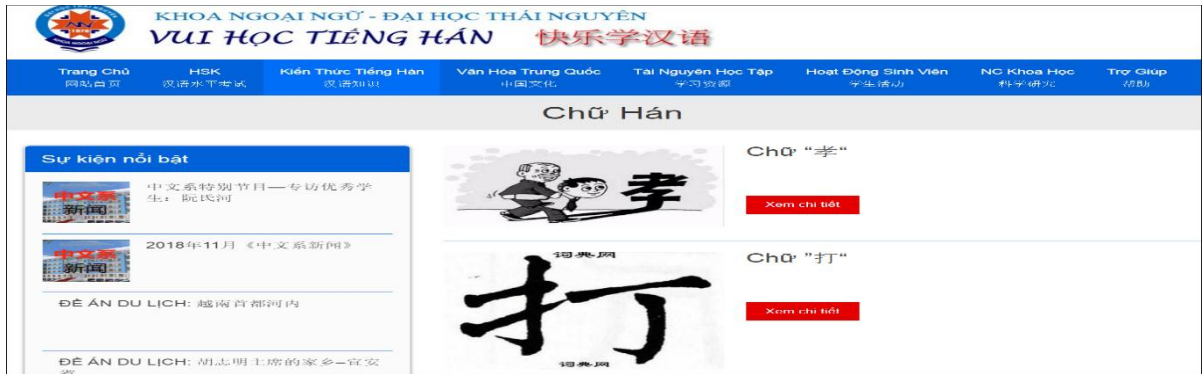 KHOA NGOẠI NGỮ - ĐẠI HỌC THÁI NGUYÊN
VUI HỌC TIẾNG HÁN 快乐学汉语
Trang Chủ HSK Kiến Thức Tiếng Hán Văn Hóa Trung Quốc Tài Nguyên Học Tập Hoạt Động Sinh Viên NC Khoa Học Trợ Giúp
网站首页 汉语水平考试 汉语知识 中国文化 学习资源 学生活动 科学研究 帮助
Chữ Hán
Sự kiện nổi bật
中文系
新闻
中文系特别节目—专访优秀学
生：阮氏河
中文系
新闻
2018年11月《中文系新闻》
ĐỀ ÁN DU LỊCH: 越南首都河内
ĐỀ ÁN DU LỊCH: 胡志明主席的家乡–宜安
孝
Chữ "孝"
Xem chi tiết
词典网
打
词典网
Chữ "打"
Xem chi tiết